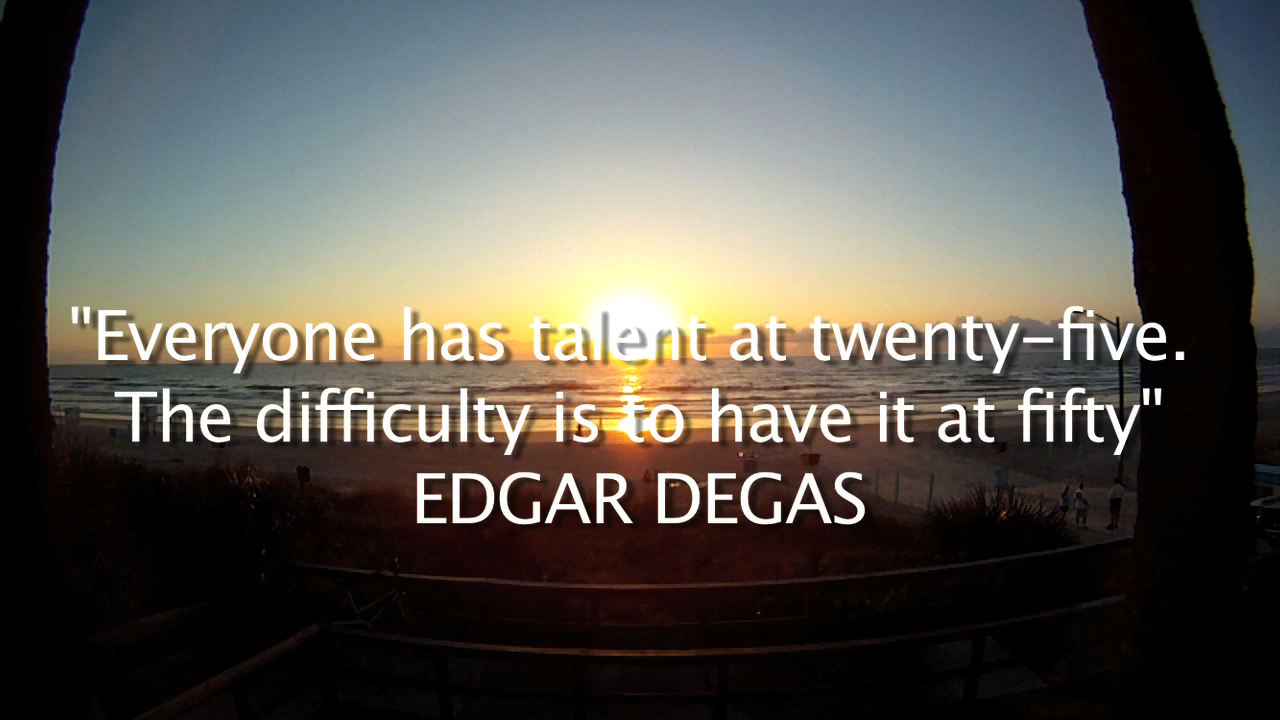 "Everyone has talent at twenty-five.
The difficulty is to have it at fifty"
EDGAR DEGAS